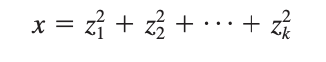 x = z₁² + z₂² + ⋯ + zₖ²